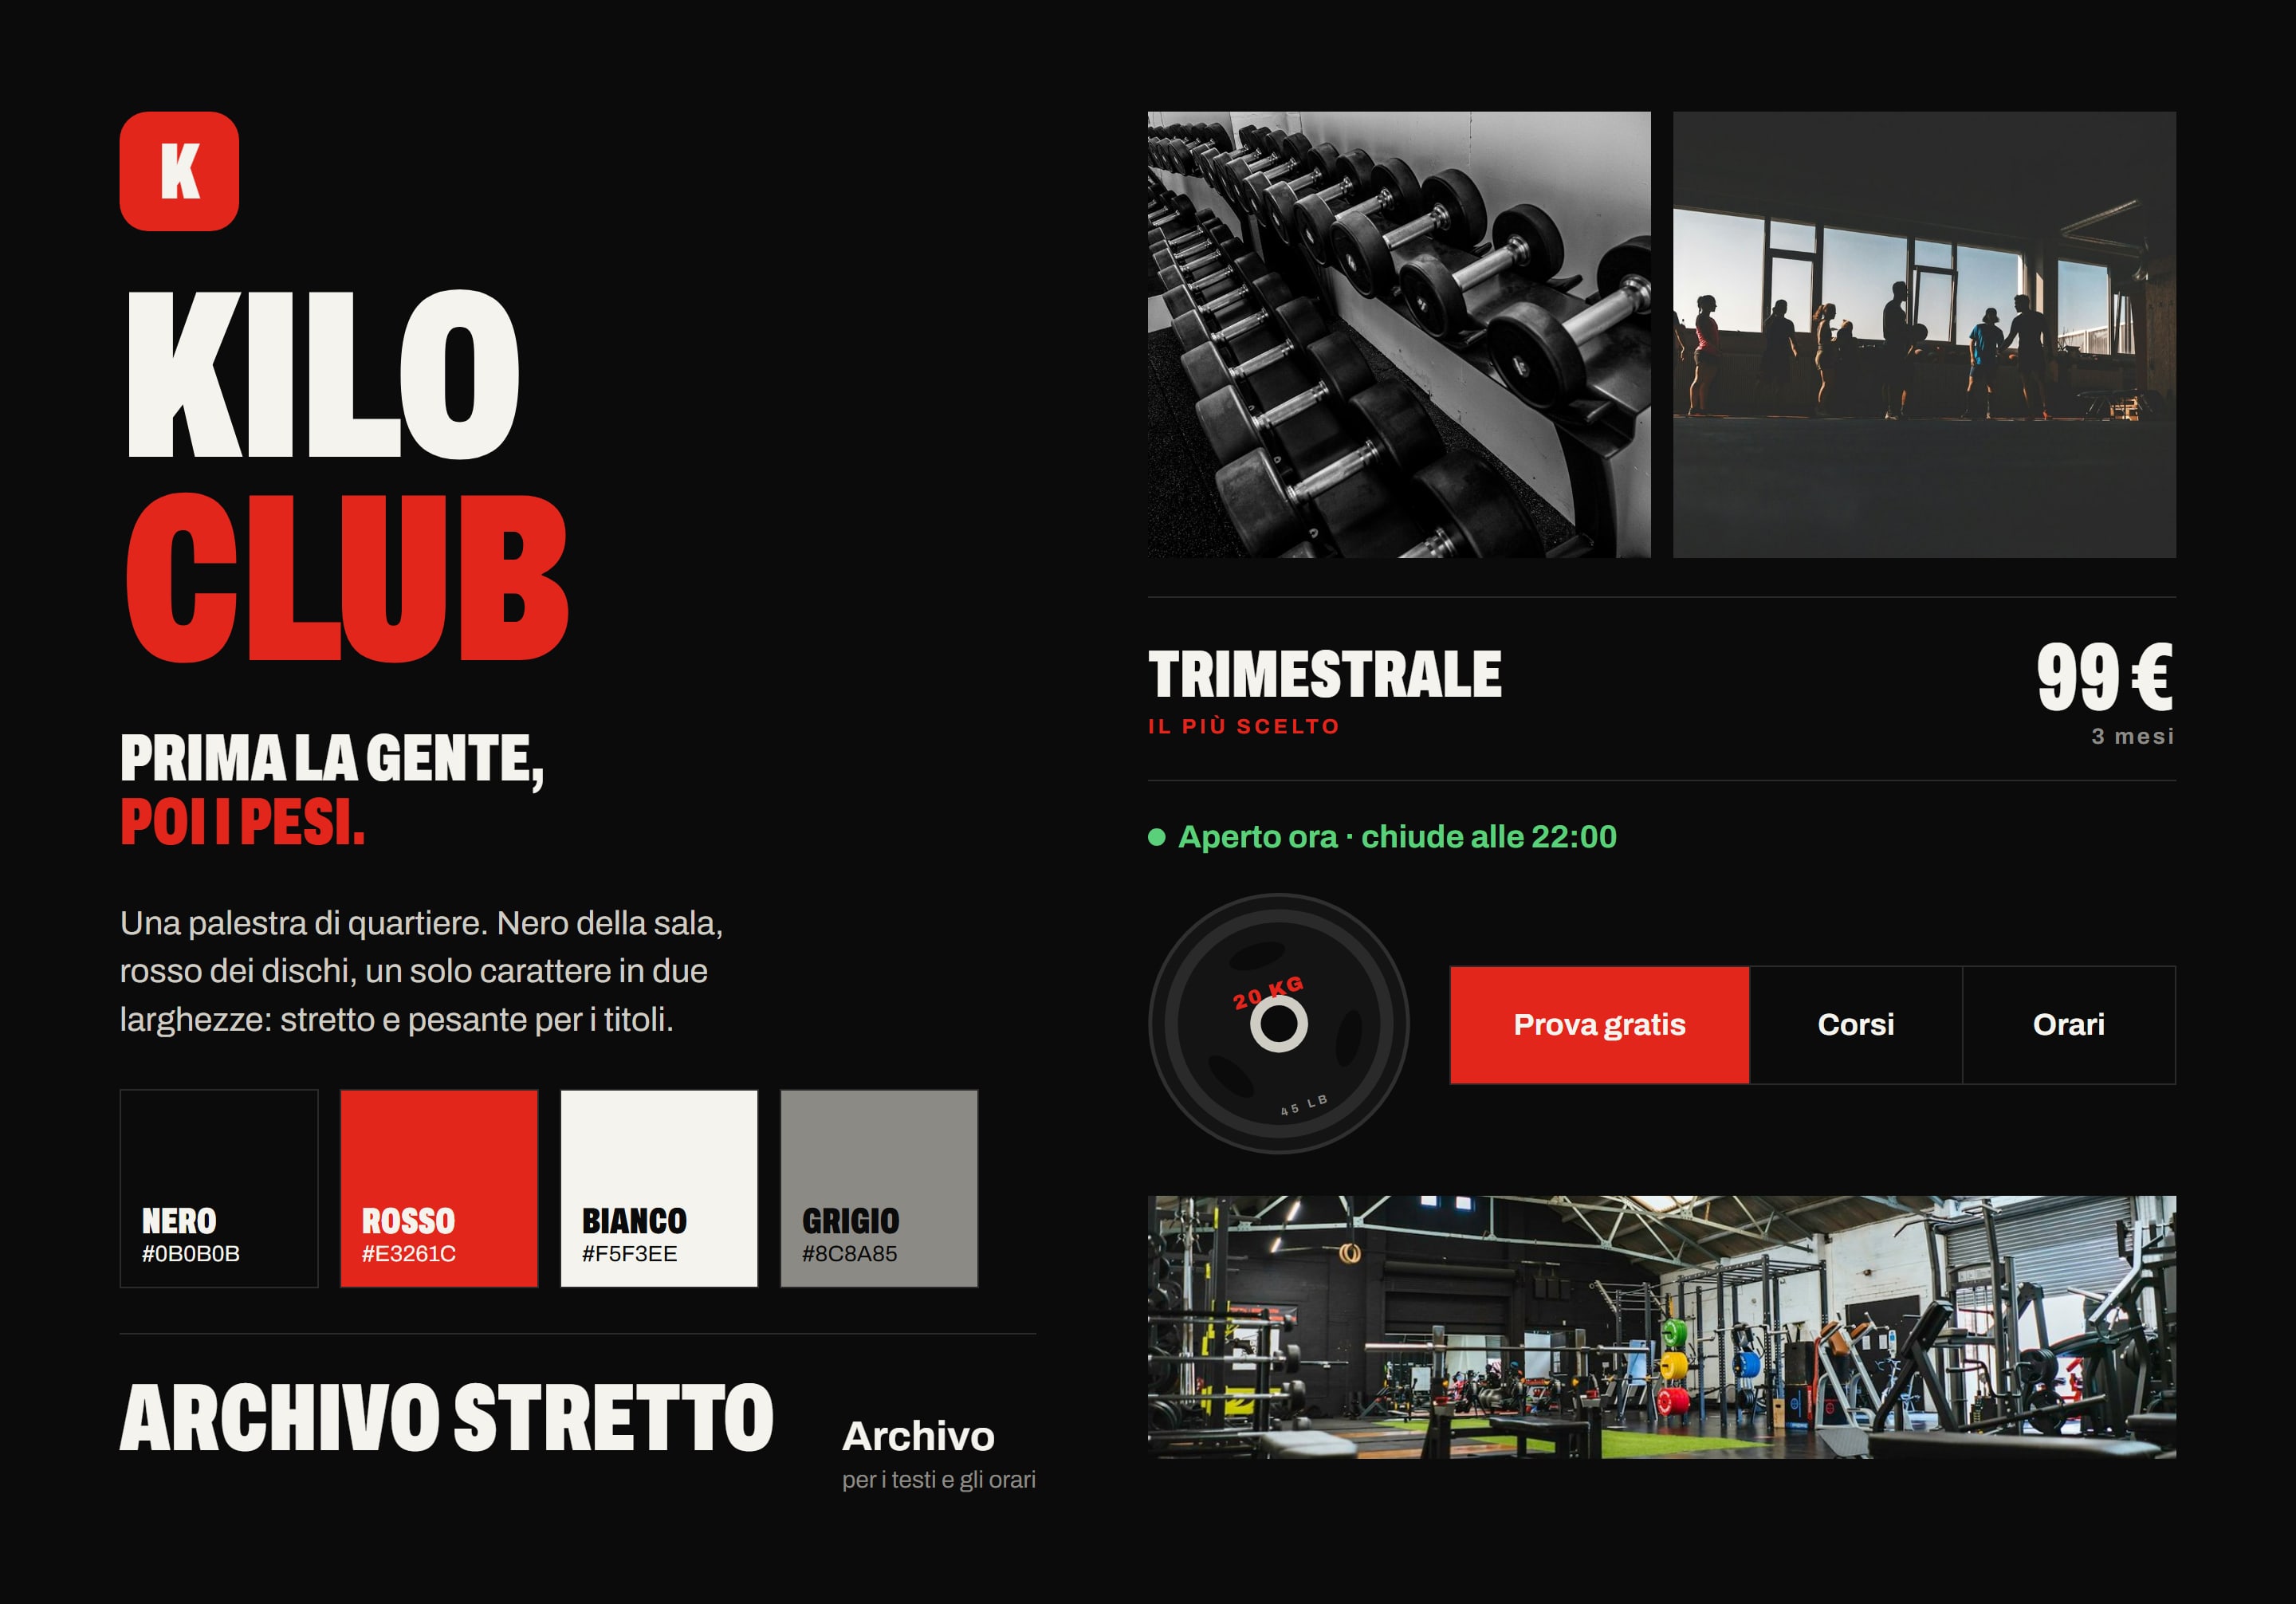 K
KILO
CLUB
PRIMA LA GENTE,
POI I PESI.
Una palestra di quartiere. Nero della sala,
rosso dei dischi, un solo carattere in due
larghezze: stretto e pesante per i titoli.
NERO
#0B0B0B
ROSSO
#E3261C
BIANCO
#F5F3EE
GRIGIO
#8C8A85
ARCHIVO STRETTO
Archivo
per i testi e gli orari
TRIMESTRALE
IL PIÙ SCELTO
99 €
3 mesi
Aperto ora · chiude alle 22:00
20 KG
45 LB
Prova gratis
Corsi
Orari